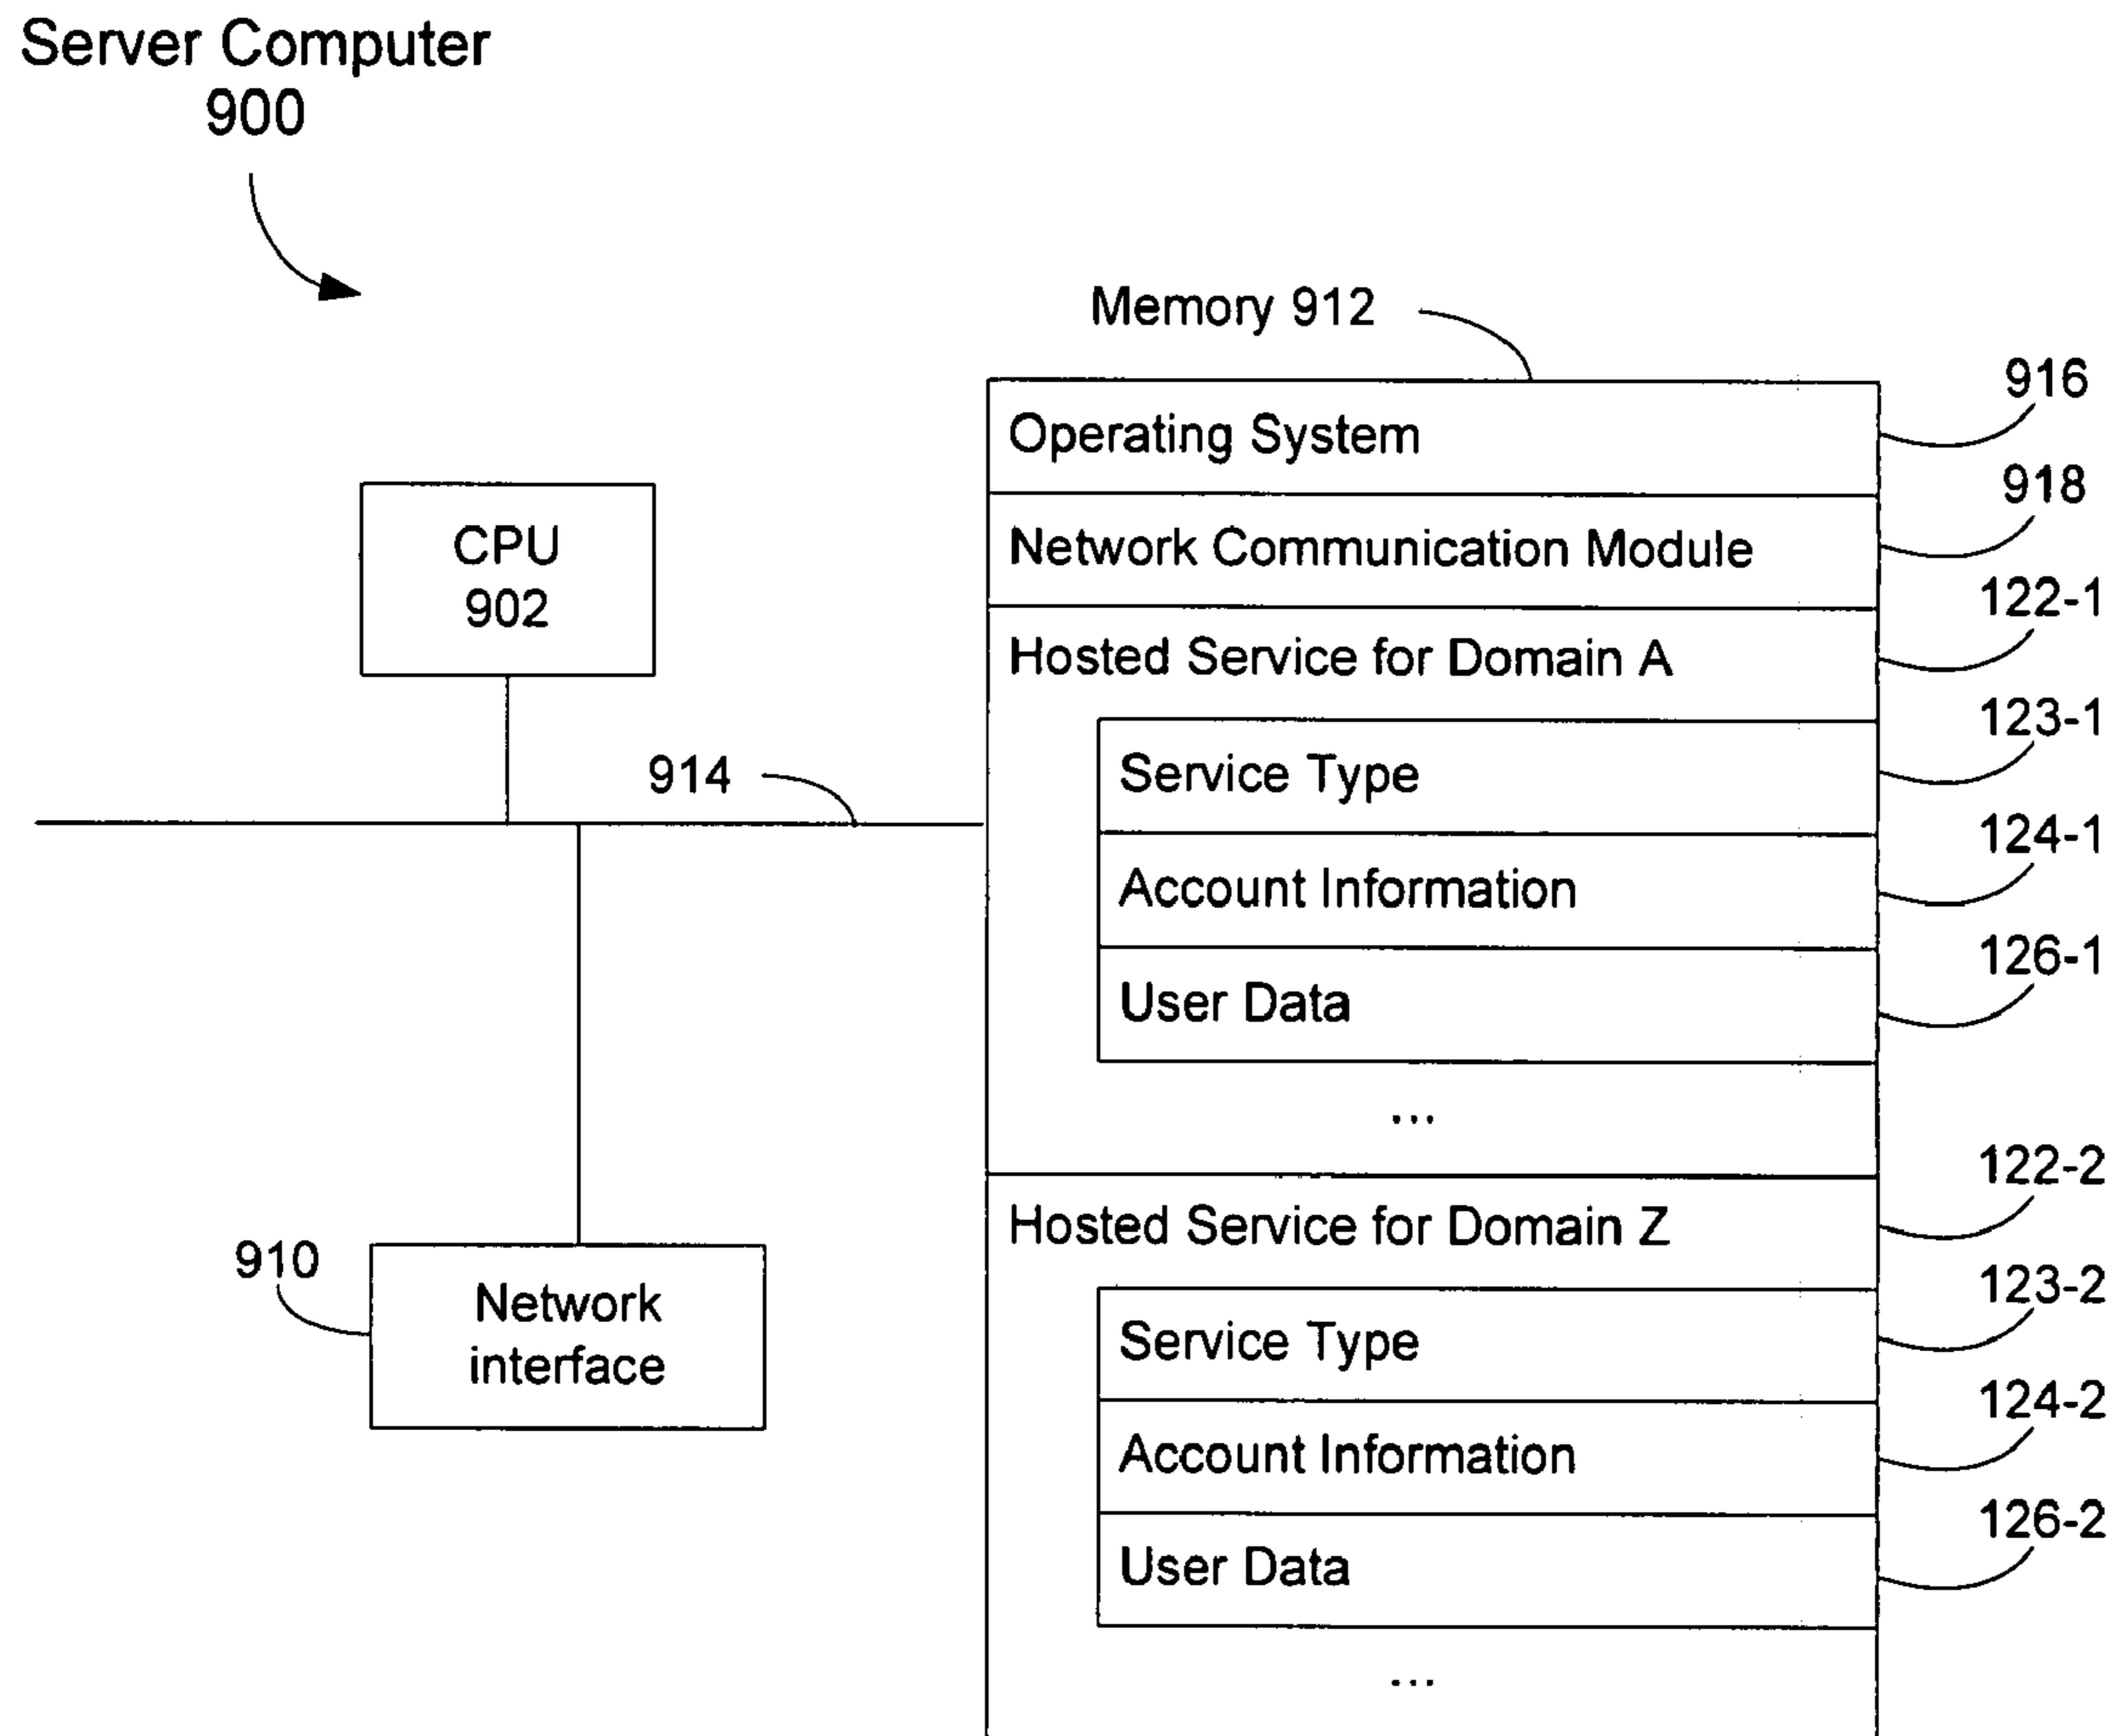 Server Computer
900
Memory 912
916
Operating System
918
Network Communication Module
CPU
902
122-1
Hosted Service for Domain A
123-1
Service Type
914
124-1
Account Information
126-1
User Data
...
122-2
Hosted Service for Domain Z
910
Network
interface
123-2
Service Type
124-2
Account Information
126-2
User Data
...